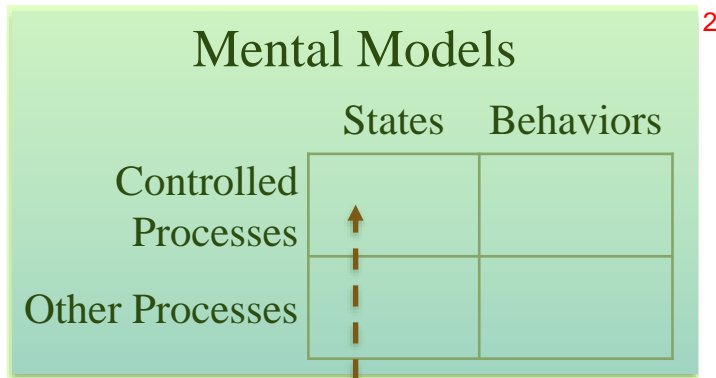 Mental Models
2
States Behaviors
Controlled
Processes
Other Processes